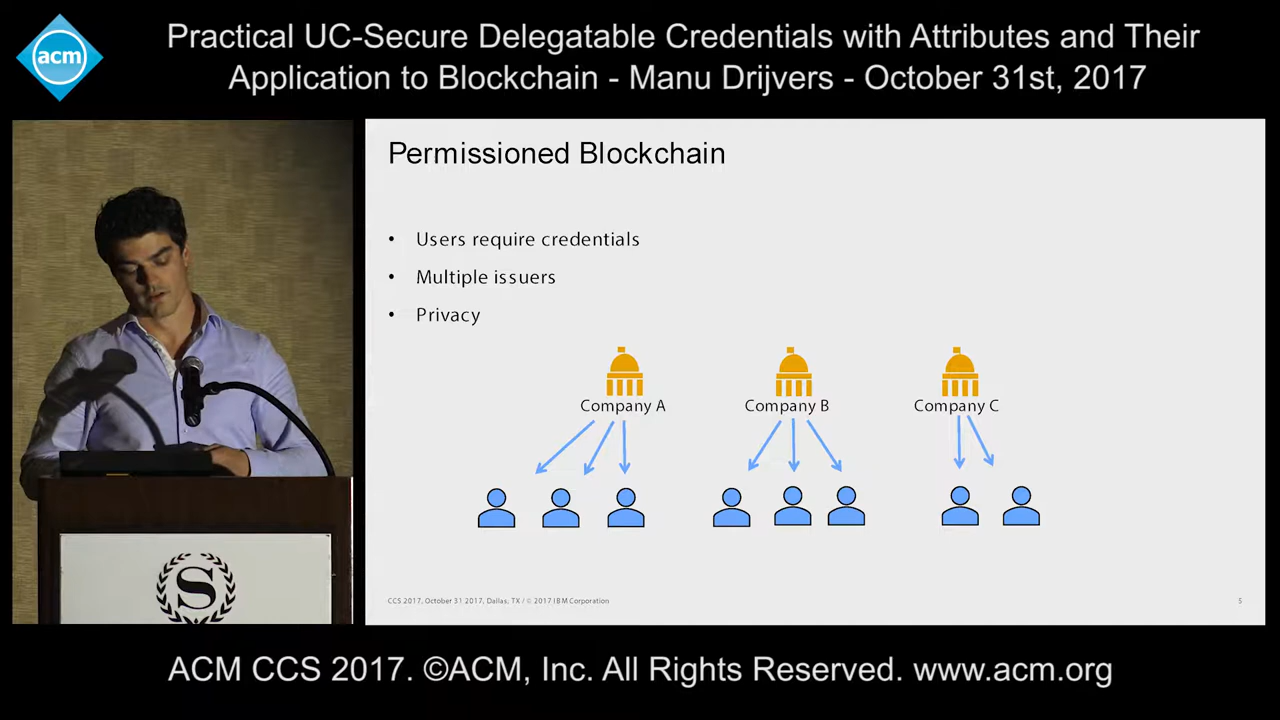 acm
Practical UC-Secure Delegatable Credentials with Attributes and Their
Application to Blockchain - Manu Drijvers - October 31st, 2017
Permissioned Blockchain
• Users require credentials
• Multiple issuers
• Privacy
Company A
Company B
Company C
CCS 2017, October 31 2017, Dallas, TX / © 2017 IBM Corporation
5
S
ACM CCS 2017. ©ACM, Inc. All Rights Reserved. www.acm.org